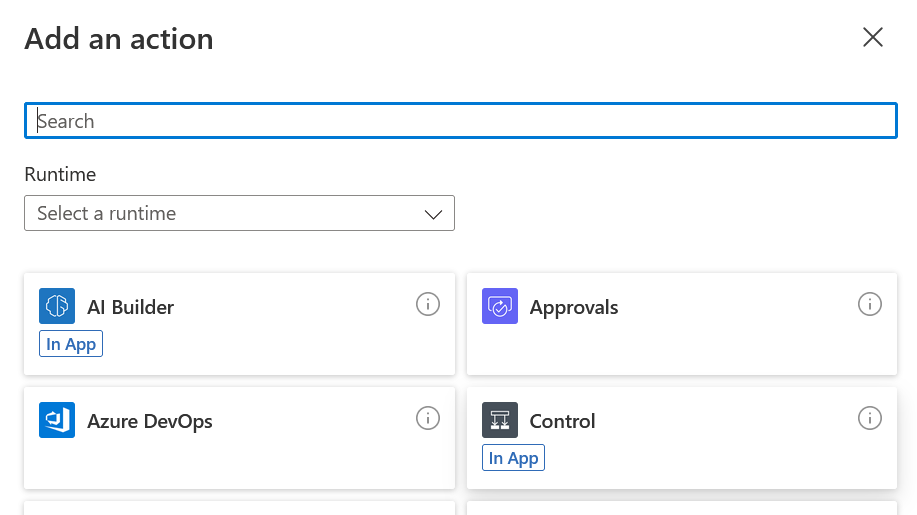 Add an action
Search
Runtime
Select a runtime
AI Builder
In App
Approvals
Azure DevOps
Control
In App